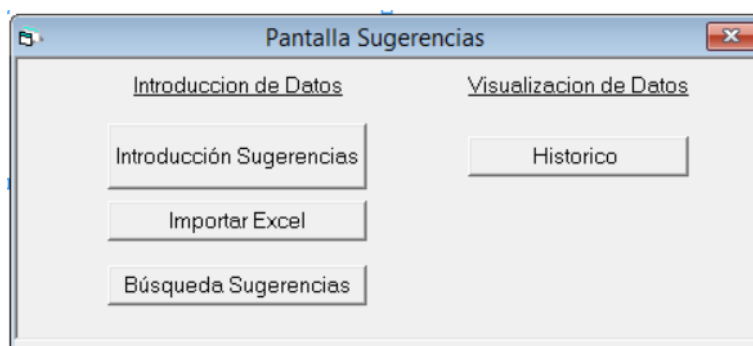 Pantalla Sugerencias
Introduccion de Datos
Visualizacion de Datos
Introducción Sugerencias
Historico
Importar Excel
Búsqueda Sugerencias